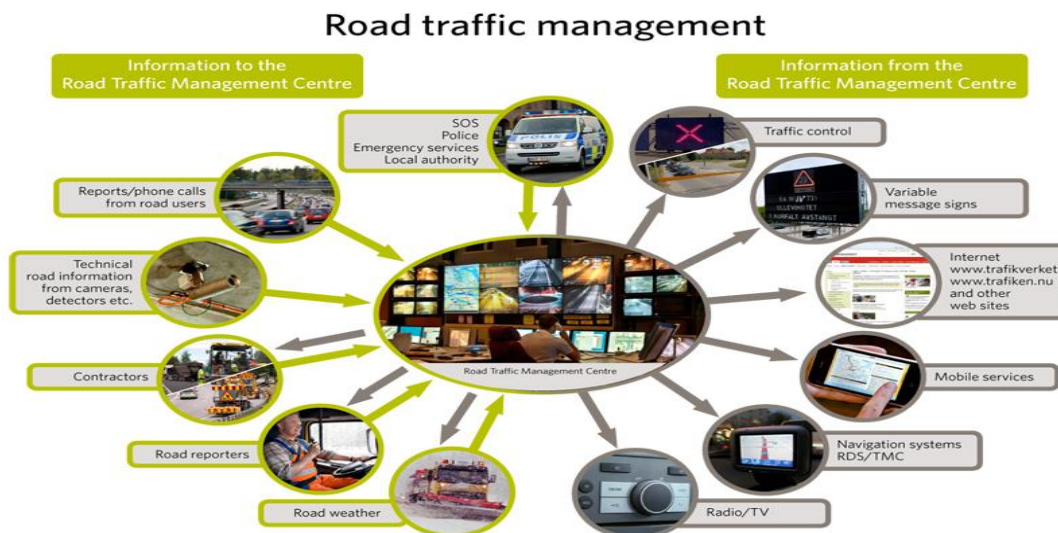 Road traffic management
Information to the
Road Traffic Management Centre
Information from the
Road Traffic Management Centre
SOS
Police
Emergency services
Local authority
POLIS
Traffic control
Reports/phone calls
from road users
Variable
message signs
Technical
road information
from cameras,
detectors etc.
Internet
www.trafikverket
www.trafiken.nu
and other
web sites
Contractors
Road Traffic Management Centre
Mobile services
Road reporters
Navigation systems
RDS/TMC
Road weather
Radio/TV